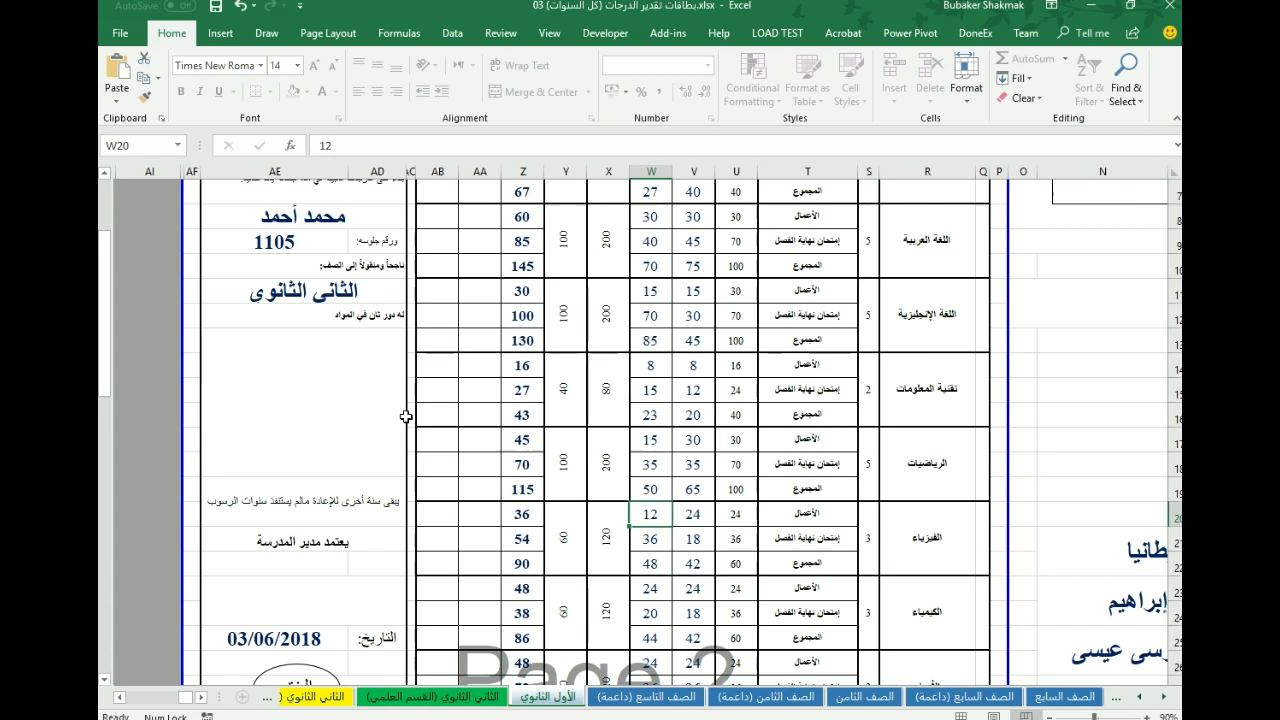 AutoSave Off
بطاقات تقدير الدرجات (كل السنوات) 03.xlsx - Excel
Bubaker Shakmak
File Home Insert Draw Page Layout Formulas Data Review View Developer Add-ins Help LOAD TEST Acrobat Power Pivot DoneEx Team Tell me
Paste
Times New Roma 14
B I U
Wrap Text
Merge & Center
Conditional Formatting
Format as Table
Cell Styles
Insert Delete Format
AutoSum
Fill
Clear
Sort & Filter
Find & Select
Clipboard Font Alignment Number Styles Cells Editing
W20 12
AI AF AE AD AC AB AA Z Y X W V U T S R Q P O N
67 27 40 40 المجموع
محمد أحمد
ورقم جلوسه: 1105
ناجحاً ومنقولاً إلى الصف:
الثاني الثانوي
له دور ثان في المواد
يبقى سنة أخرى للإعادة مالم يستنفذ سنوات الرسوب
يعتمد مدير المدرسة
التاريخ: 03/06/2018
اللغة العربية 5 200 100
الأعمال 30 30 30 60
إمتحان نهاية الفصل 70 45 40 85
المجموع 100 75 70 145
اللغة الإنجليزية 5 200 100
الأعمال 30 15 15 30
إمتحان نهاية الفصل 70 30 70 100
المجموع 100 45 85 130
تقنية المعلومات 2 80 40
الأعمال 16 8 8 16
إمتحان نهاية الفصل 24 12 15 27
المجموع 40 20 23 43
الرياضيات 5 200 100
الأعمال 30 30 15 45
إمتحان نهاية الفصل 70 35 35 70
المجموع 100 65 50 115
الفيزياء 3 120 60
الأعمال 24 24 12 36
إمتحان نهاية الفصل 36 18 36 54
المجموع 60 42 48 90
الكيمياء 3 120 60
الأعمال 24 24 24 48
إمتحان نهاية الفصل 36 18 20 38
المجموع 60 42 44 86
الأعمال 24 24 24 48
إبراهيم
عيسى
Page 2
الصف السابع
الصف السابع (داعمة)
الصف الثامن
الصف الثامن (داعمة)
الصف التاسع (داعمة)
الأول الثانوي
الثاني الثانوي (القسم العلمي)
الثاني الثانوي (
Ready Num Lock 90%